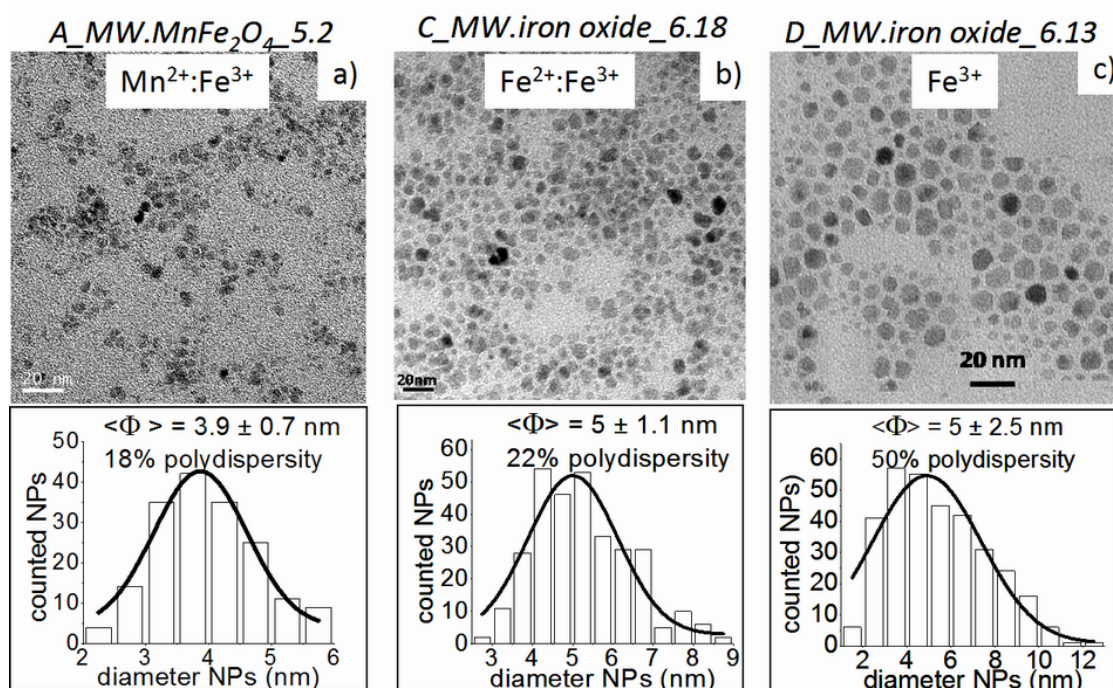 A_MW.MnFe₂O₄_5.2
Mn²⁺:Fe³⁺
a)
20 nm
<Φ> = 3.9 ± 0.7 nm
18% polydispersity
counted NPs
50
40
30
20
10
0
2 3 4 5 6
diameter NPs (nm)
C_MW.iron oxide_6.18
Fe²⁺:Fe³⁺
b)
20nm
<Φ> = 5 ± 1.1 nm
22% polydispersity
counted NPs
60
50
40
30
20
10
0
3 4 5 6 7 8 9
diameter NPs (nm)
D_MW.iron oxide_6.13
Fe³⁺
c)
20 nm
<Φ> = 5 ± 2.5 nm
50% polydispersity
counted NPs)
60
50
40
30
20
10
0
2 4 6 8 10 12
diameter NPs (nm)